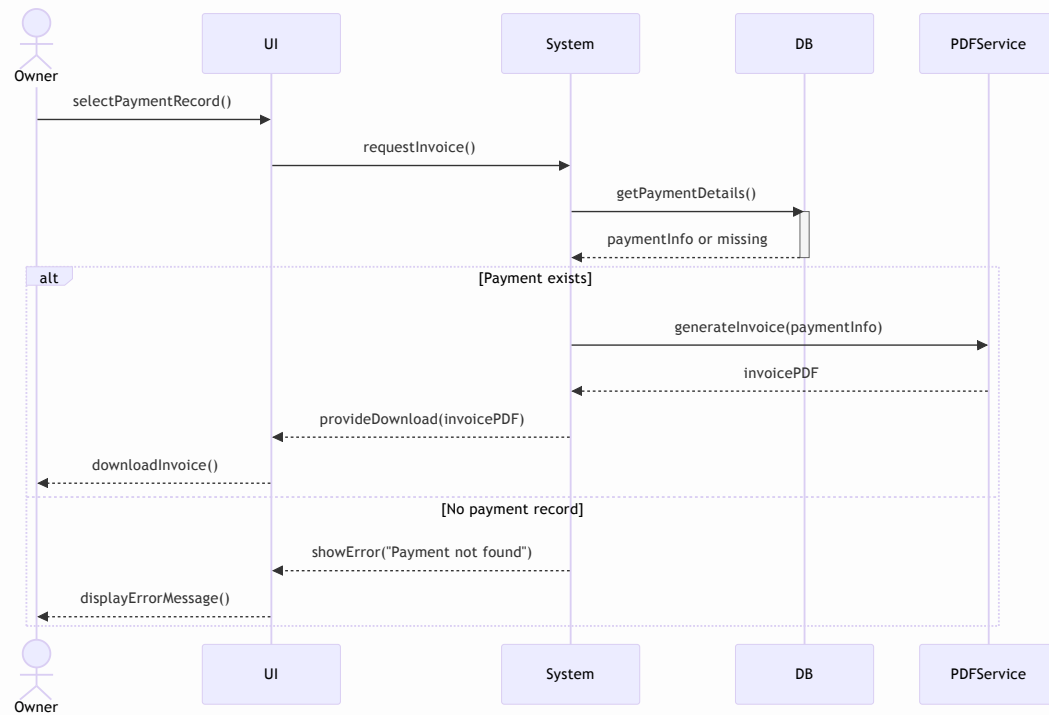 Owner
UI
System
DB
PDFService
selectPaymentRecord()
requestInvoice()
getPaymentDetails()
paymentInfo or missing
alt
[Payment exists]
generateInvoice(paymentInfo)
invoicePDF
provideDownload(invoicePDF)
downloadInvoice()
[No payment record]
showError("Payment not found")
displayErrorMessage()
Owner
UI
System
DB
PDFService